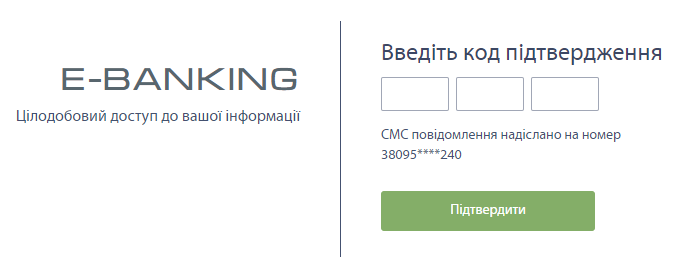 E-BANKING
Цілодобовий доступ до вашої інформації
Введіть код підтвердження
СМС повідомлення надіслано на номер
38095****240
Підтвердити